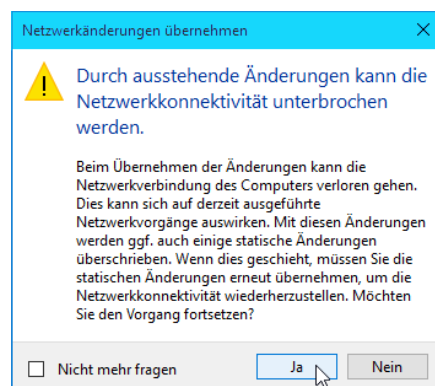 Netzwerkänderungen übernehmen
Durch ausstehende Änderungen kann die
Netzwerkkonnektivität unterbrochen
werden.
Beim Übernehmen der Änderungen kann die
Netzwerkverbindung des Computers verloren gehen.
Dies kann sich auf derzeit ausgeführte
Netzwerkvorgänge auswirken. Mit diesen Änderungen
werden ggf. auch einige statische Änderungen
überschrieben. Wenn dies geschieht, müssen Sie die
statischen Änderungen erneut übernehmen, um die
Netzwerkkonnektivität wiederherzustellen. Möchten
Sie den Vorgang fortsetzen?
Nicht mehr fragen Ja Nein